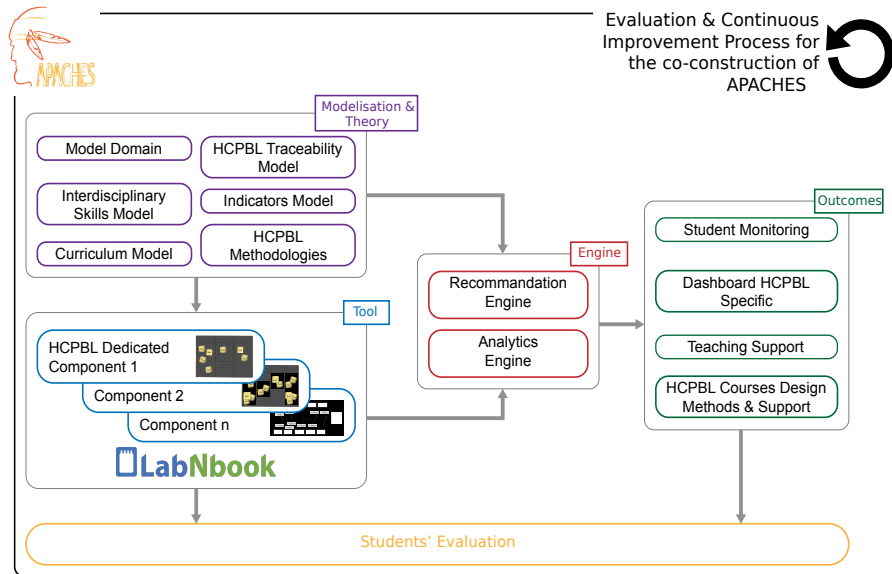 APACHES
Evaluation & Continuous
Improvement Process for
the co-construction of
APACHES
Modelisation &
Theory
Model Domain
HCPBL Traceability
Model
Interdisciplinary
Skills Model
Indicators Model
Curriculum Model
HCPBL
Methodologies
Tool
HCPBL Dedicated
Component 1
Component 2
Component n
LabNbook
Engine
Recommandation
Engine
Analytics
Engine
Outcomes
Student Monitoring
Dashboard HCPBL
Specific
Teaching Support
HCPBL Courses Design
Methods & Support
Students' Evaluation